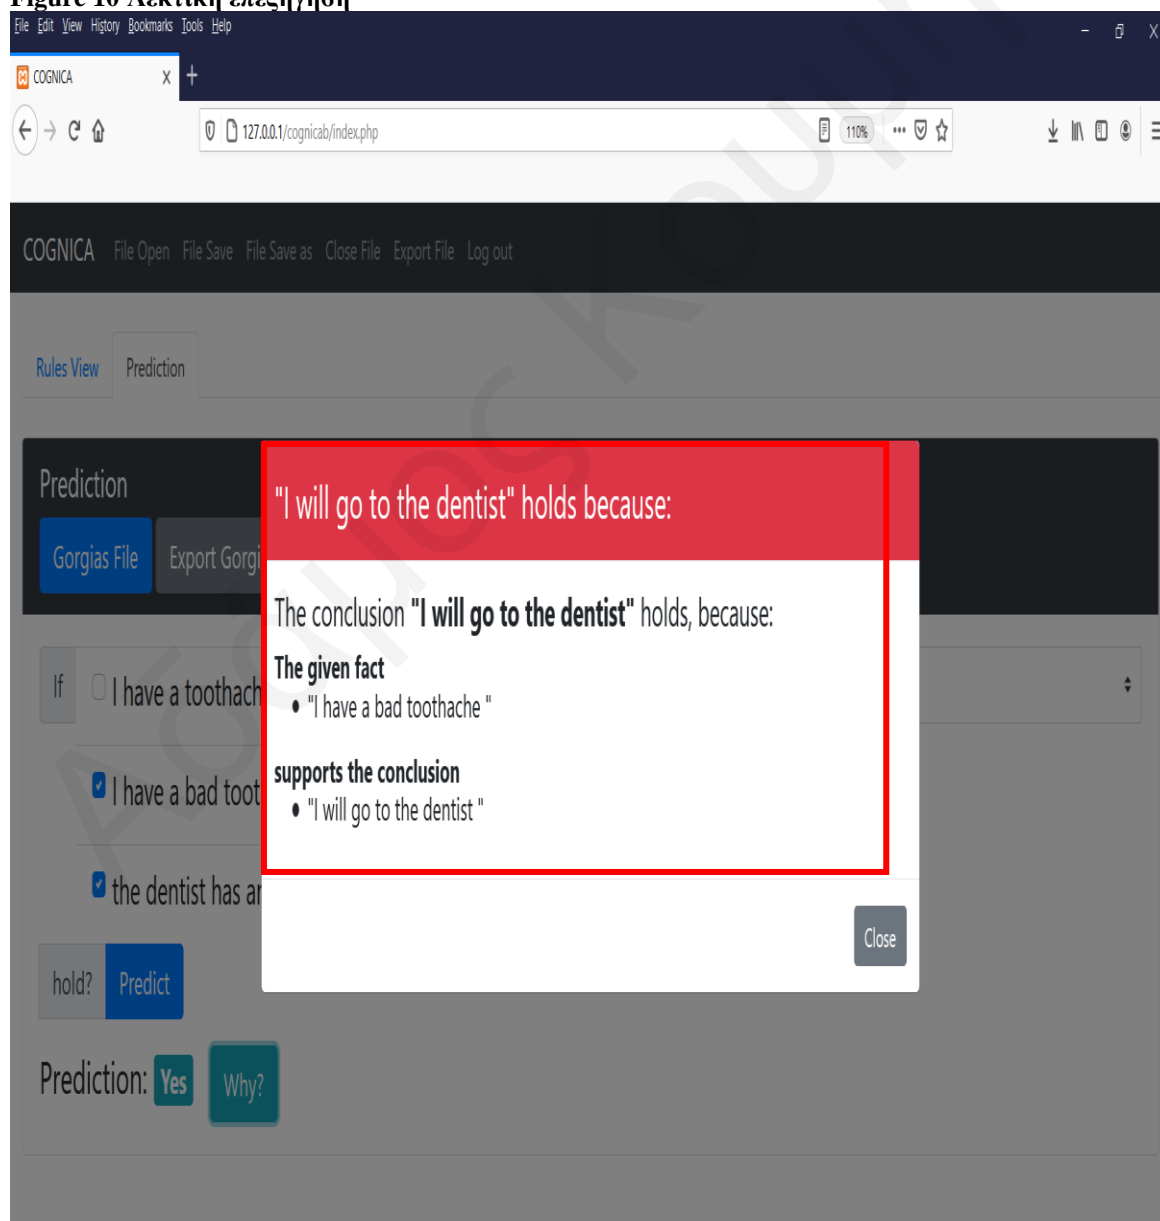 Figure 10 Λεκτική επεξήγηση
File Edit View History Bookmarks Tools Help
COGNICA
127.0.0.1/cognicab/index.php 110%
COGNICA File Open File Save File Save as Close File Export File Log out
Rules View Prediction
Prediction
Gorgias File Export Gorgi
"I will go to the dentist" holds because:
The conclusion "I will go to the dentist" holds, because:
The given fact
• "I have a bad toothache "
supports the conclusion
• "I will go to the dentist "
If I have a toothach
I have a bad toot
the dentist has a
Close
hold? Predict
Prediction: Yes Why?